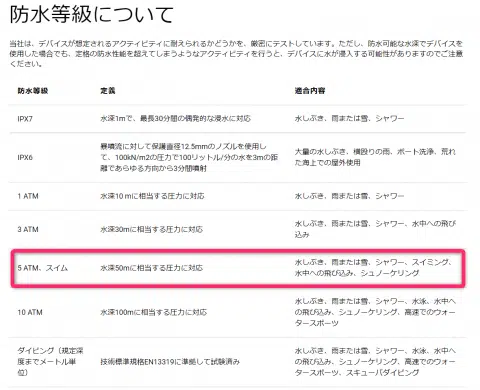 防水等級について
当社は、デバイスが想定されるアクティビティに耐えられるかどうかを、厳密にテストしています。ただし、防水可能な水深でデバイスを
使用した場合でも、定格の防水性能を超えてしまうようなアクティビティを行うと、デバイスに水が侵入する可能性がありますのでご注意
ください。
防水等級 定義 適合内容
IPX7 水深1mで、最長30分間の偶発的な浸水に対応 水しぶき、雨または雪、シャワー
IPX6 暴噴流に対して保護直径12.5mmのノズルを使用し
て、100kN/m2の圧力で100リットル/分の水を3mの距
離であらゆる方向から3分間噴射
大量の水しぶき、横殴りの雨、ボート洗浄、荒れ
た海上での屋外使用
1 ATM 水深10 mに相当する圧力に対応 水しぶき、雨または雪、シャワー
3 ATM 水深30mに相当する圧力に対応 水しぶき、雨または雪、シャワー、水中への飛び
込み
5 ATM、スイム 水深50mに相当する圧力に対応 水しぶき、雨または雪、シャワー、スイミング、
水中への飛び込み、シュノーケリング
10 ATM 水深100mに相当する圧力に対応 水しぶき、雨または雪、シャワー、水泳、水中へ
の飛び込み、シュノーケリング、高速でのウォー
タースポーツ
ダイビング（規定深
度までメートル単
位）
技術標準規格EN13319に準拠して試験済み
水しぶき、雨または雪、シャワー、水泳、水中へ
の飛び込み、シュノーケリング、高速でのウォー
タースポーツ、スキューバダイビング